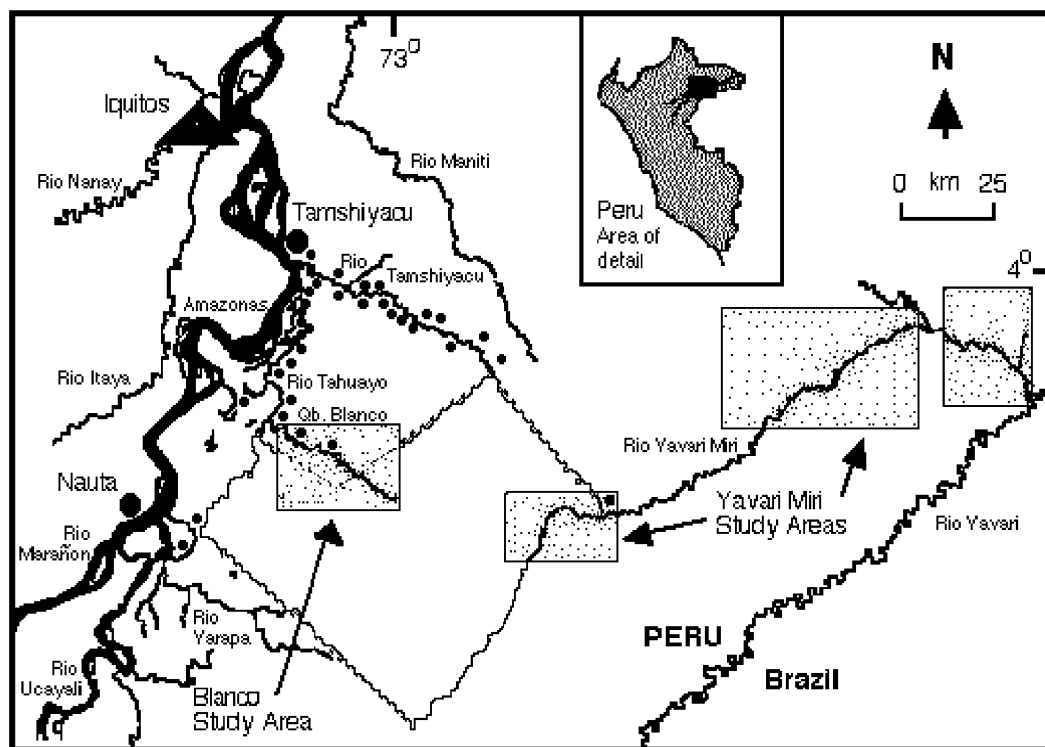 73°
N
Iquitos
Rio Maniti
Rio Nanay
0 km 25
Tamshiyacu
Peru
Area of
detail
Rio
Tamshiyacu
4°
Amazonas
Rio Itaya
Rio Tahuayo
Qb. Blanco
Rio Yavari Miri
Nauta
Yavari Miri
Study Areas
Rio Yavari
Rio
Marañon
Rio
Yarapa
PERU
Brazil
Rio
Ucayali
Blanco
Study Area